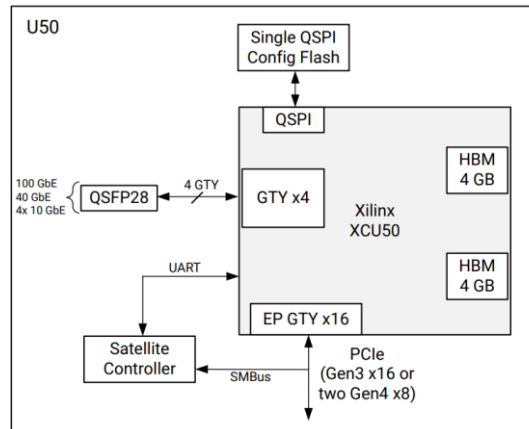 U50
Single QSPI
Config Flash
QSPI
HBM
4 GB
100 GbE
40 GbE
4x 10 GbE
QSFP28
4 GTY
GTY x4
Xilinx
XCU50
HBM
4 GB
UART
EP GTY x16
Satellite
Controller
SMBus
PCIe
(Gen3 x16 or
two Gen4 x8)